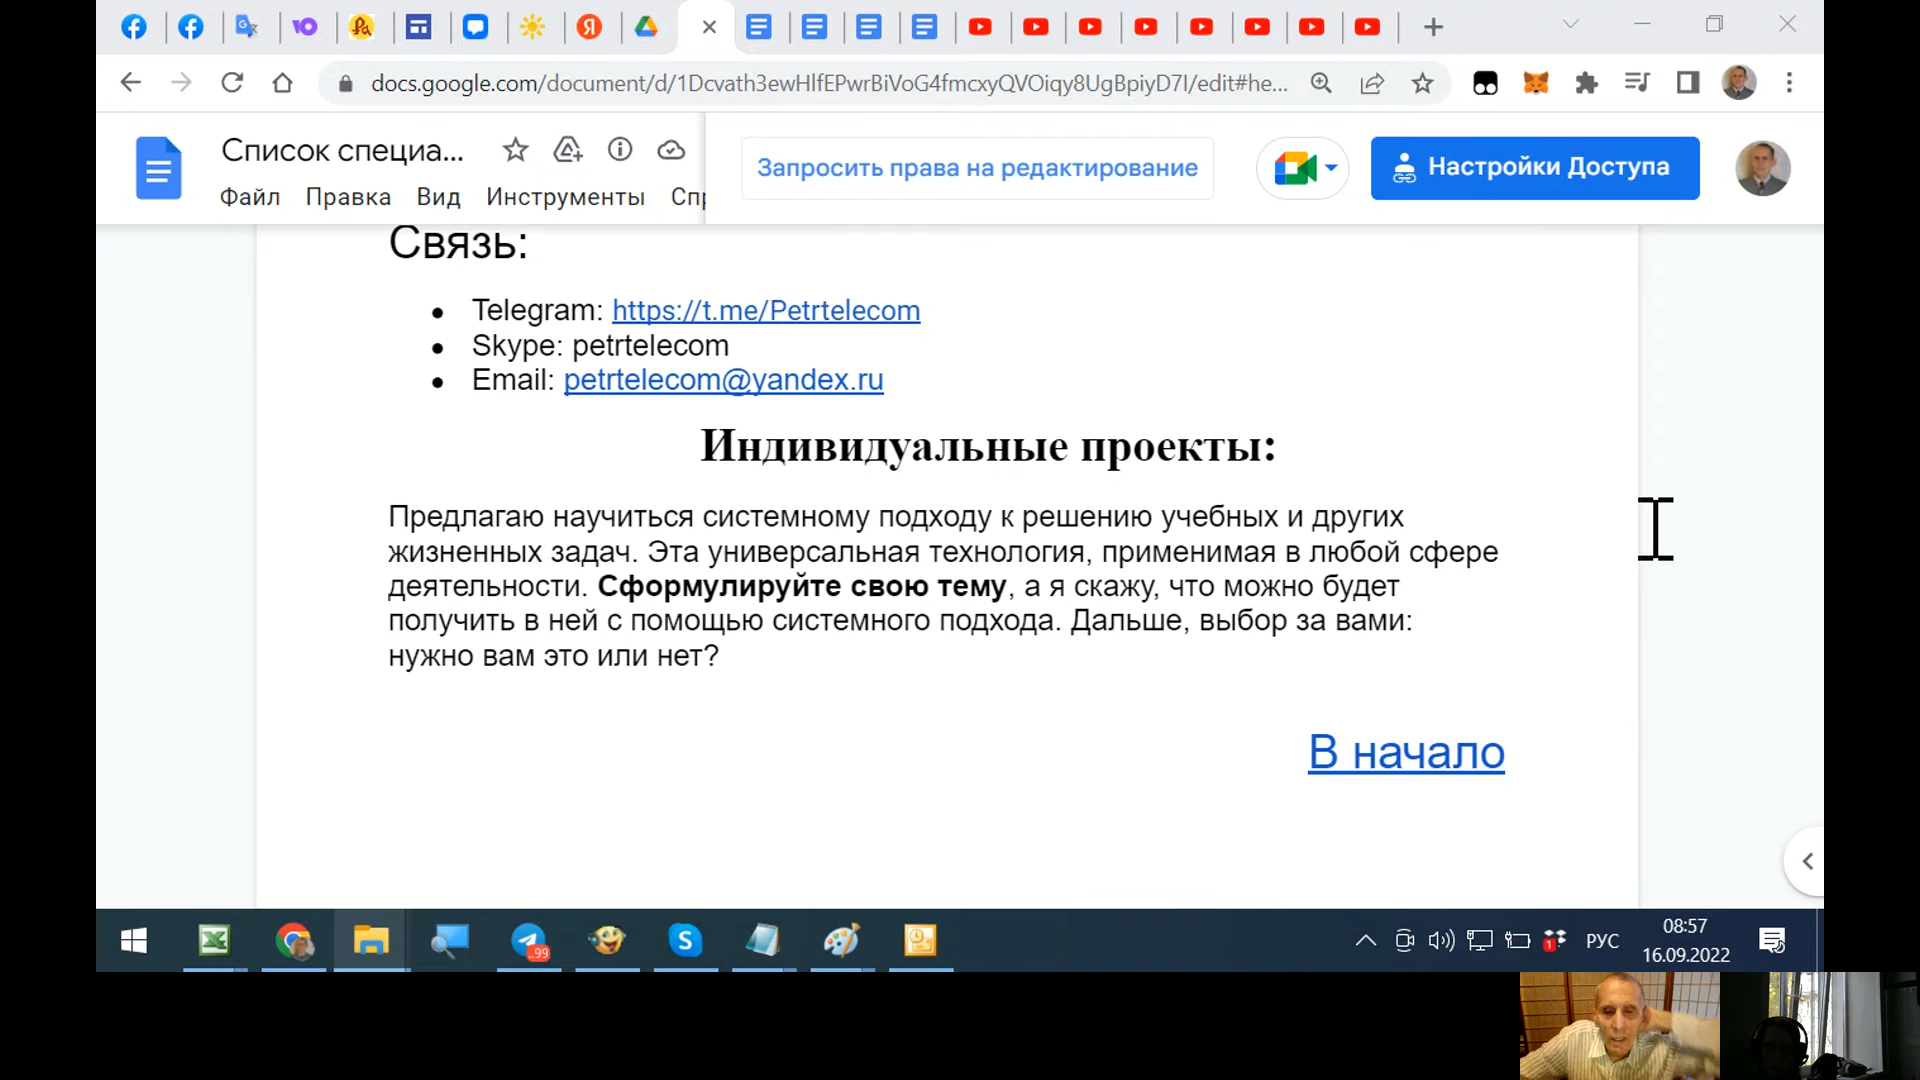 docs.google.com/document/d/1Dcvath3ewHlfEPwrBiVoG4fmcxyQVOiqy8UgBpiyD7I/edit#he...
Список специа...
Запросить права на редактирование
Настройки Доступа
Файл Правка Вид Инструменты Спр
Связь:
Telegram: https://t.me/Petrtelecom
Skype: petrtelecom
Email: petrtelecom@yandex.ru
Индивидуальные проекты:
Предлагаю научиться системному подходу к решению учебных и других
жизненных задач. Эта универсальная технология, применимая в любой сфере
деятельности. Сформулируйте свою тему, а я скажу, что можно будет
получить в ней с помощью системного подхода. Дальше, выбор за вами:
нужно вам это или нет?
В начало
..99
1
РУС
08:57
16.09.2022